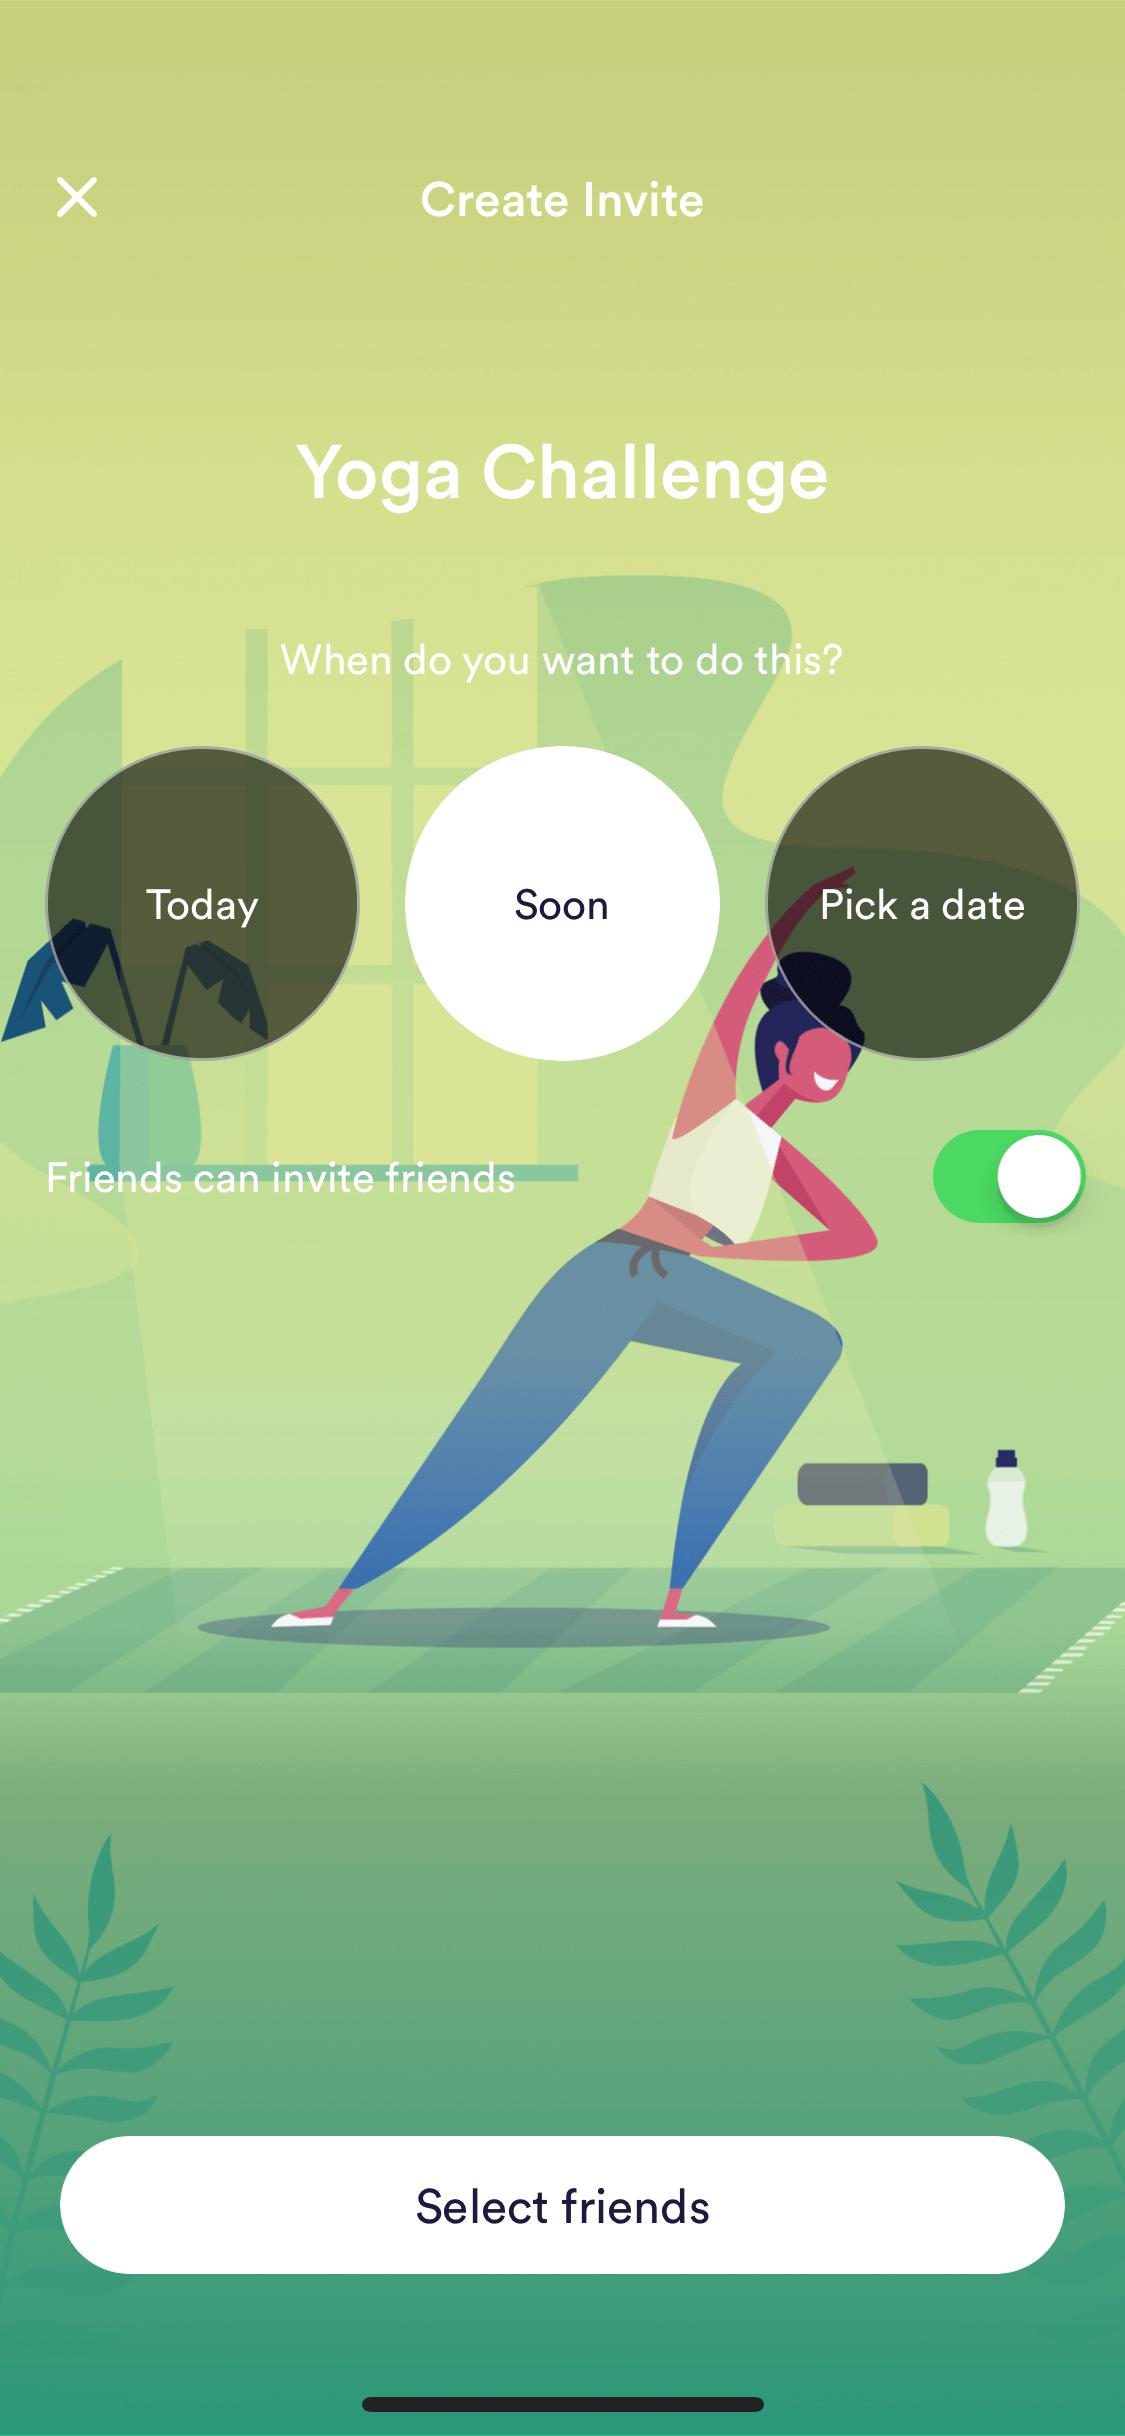 Create Invite
Yoga Challenge
When do you want to do this?
Today
Soon
Pick a date
Friends can invite friends
Select friends